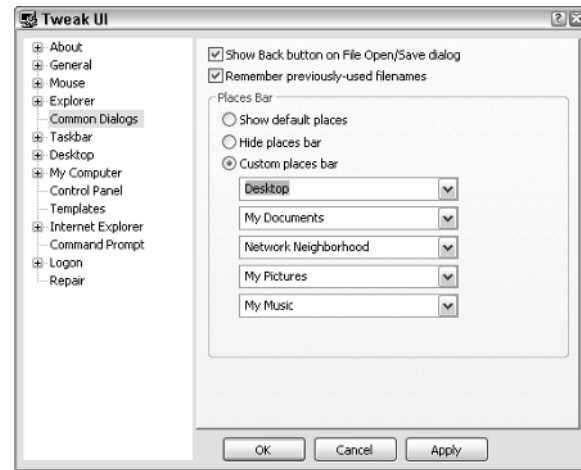 Tweak UI
About
General
Mouse
Explorer
Common Dialogs
Taskbar
Desktop
My Computer
Control Panel
Templates
Internet Explorer
Command Prompt
Logon
Repair
Show Back button on File Open/Save dialog
Remember previously-used filenames
Places Bar
Show default places
Hide places bar
Custom places bar
Desktop
My Documents
Network Neighborhood
My Pictures
My Music
OK
Cancel
Apply